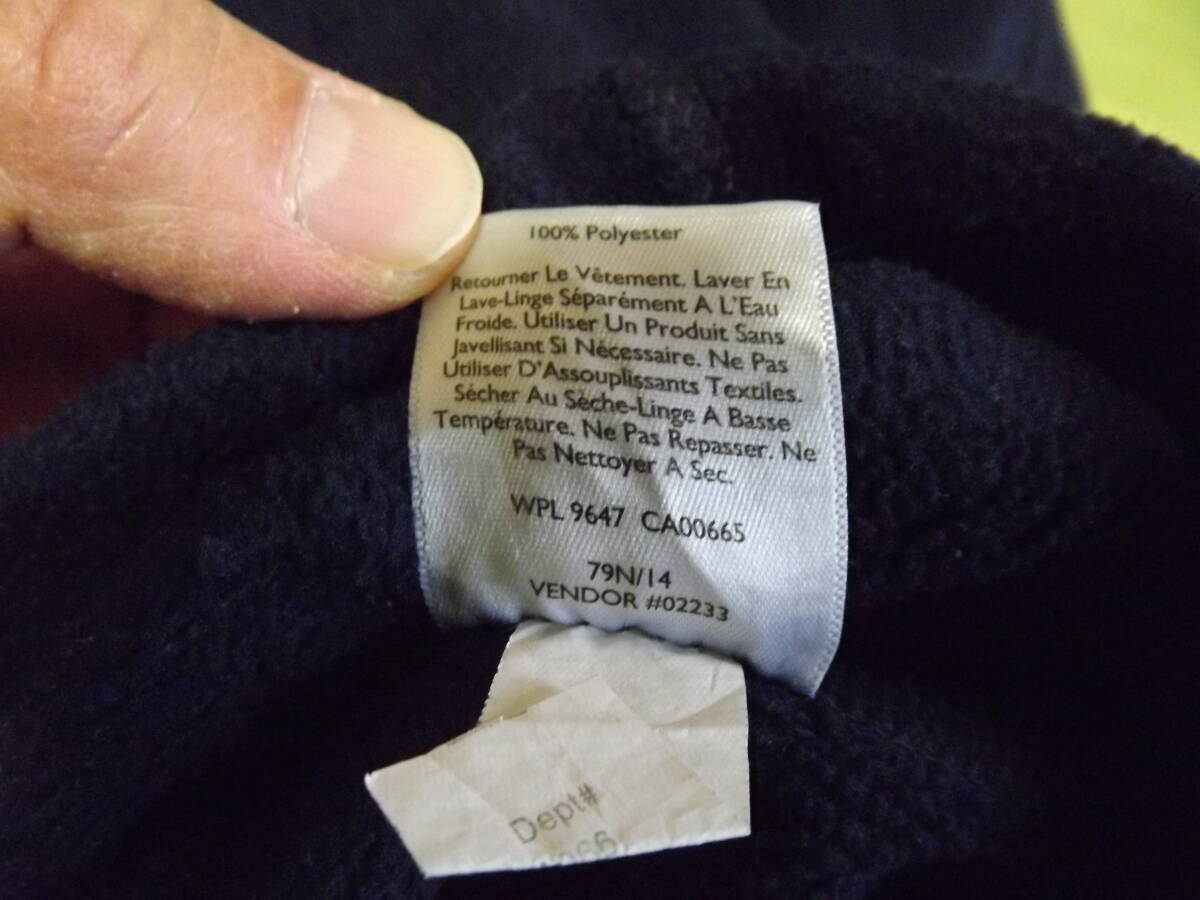 100% Polyester
Retourner Le Vêtement. Laver En
Lave-Linge Séparément A L'Eau
Froide. Utiliser Un Produit Sans
Javellisant Si Nécessaire. Ne Pas
Utiliser D'Assouplissants Textiles.
Sécher Au Sèche-Linge A Basse
Température. Ne Pas Repasser. Ne
Pas Nettoyer A Sec.
WPL 9647 CA00665
79N/14
VENDOR #02233
Dept#